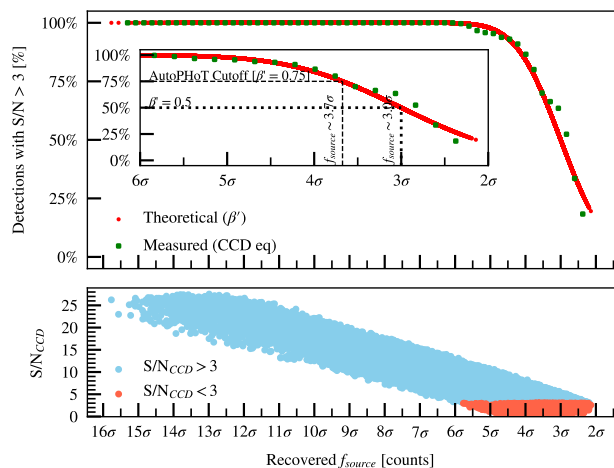 Detections with S/N > 3 [%]
100%
75%
50%
25%
0%
100%
75%
50%
25%
0%
AutoPHoT Cutoff [β′ = 0.75]
β′ = 0.5
f_source ~ 3.7σ
f_source ~ 3.0σ
6σ 5σ 4σ 3σ 2σ
Theoretical (β′)
Measured (CCD eq)
S/N_CCD
25
20
15
10
5
0
S/N_CCD > 3
S/N_CCD < 3
16σ 15σ 14σ 13σ 12σ 11σ 10σ 9σ 8σ 7σ 6σ 5σ 4σ 3σ 2σ
Recovered f_source [counts]